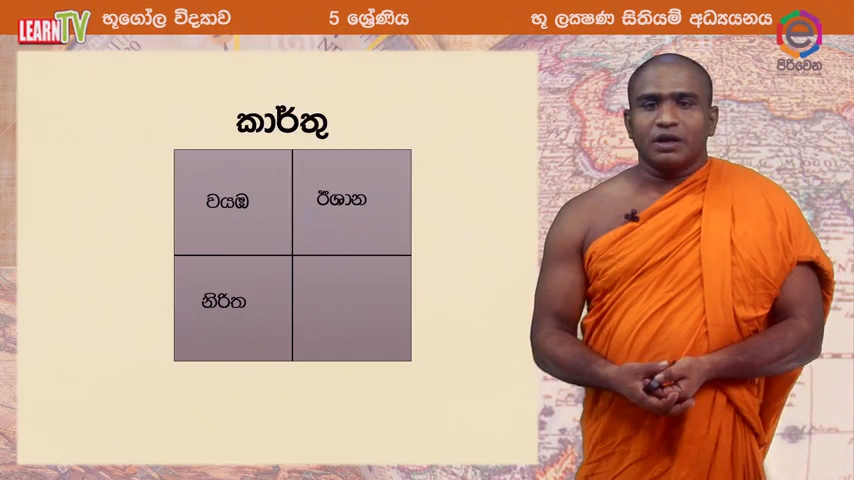 LEARN TV
භූගෝල විද්‍යාව
5 ශ්‍රේණිය
භූ ලක්ෂණ සිතියම් අධ්‍යයනය
e
පිරිවෙන
කාර්තු
වයඹ
ඊශාන
නිරිත